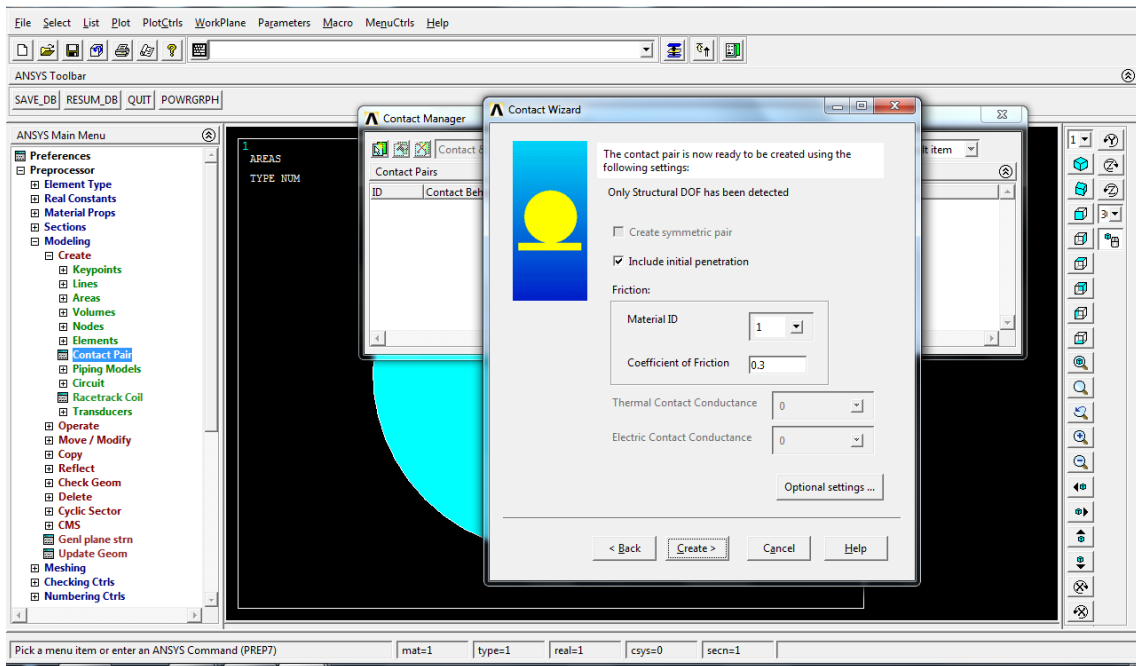 File Select List Plot PlotCtrls WorkPlane Parameters Macro MenuCtrls Help
ANSYS Toolbar
SAVE_DB RESUM_DB QUIT POWRGRPH
ANSYS Main Menu
Preferences
Preprocessor
Element Type
Real Constants
Material Props
Sections
Modeling
Create
Keypoints
Lines
Areas
Volumes
Nodes
Elements
Contact Pair
Piping Models
Circuit
Racetrack Coil
Transducers
Operate
Move / Modify
Copy
Reflect
Check Geom
Delete
Cyclic Sector
CMS
Genl plane strn
Update Geom
Meshing
Checking Ctrls
Numbering Ctrls
1
AREAS
TYPE NUM
Contact Manager
Contact &
lt item
Contact Pairs
ID Contact Beh
Contact Wizard
The contact pair is now ready to be created using the
following settings:
Only Structural DOF has been detected
Create symmetric pair
Include initial penetration
Friction:
Material ID 1
Coefficient of Friction 0.3
Thermal Contact Conductance 0
Electric Contact Conductance 0
Optional settings ...
< Back Create > Cancel Help
1
3
Pick a menu item or enter an ANSYS Command (PREP7) mat=1 type=1 real=1 csys=0 secn=1